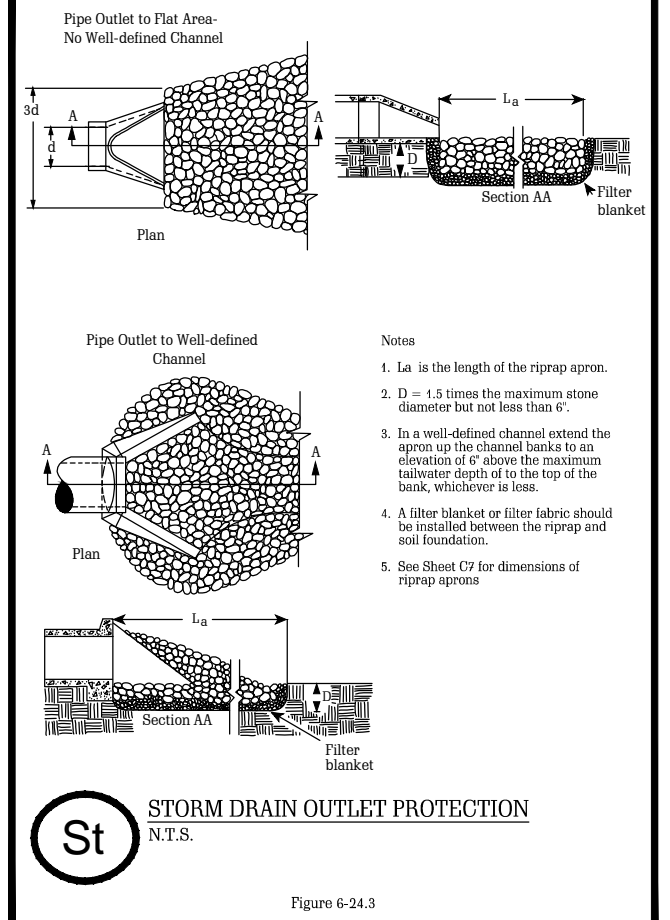 Pipe Outlet to Flat Area-
No Well-defined Channel
3d
d
A
A
Plan
La
D
Section AA
Filter
blanket
Pipe Outlet to Well-defined
Channel
A
A
Plan
Notes
1. La is the length of the riprap apron.
2. D = 1.5 times the maximum stone
diameter but not less than 6".
3. In a well-defined channel extend the
apron up the channel banks to an
elevation of 6" above the maximum
tailwater depth of to the top of the
bank, whichever is less.
4. A filter blanket or filter fabric should
be installed between the riprap and
soil foundation.
5. See Sheet C7 for dimensions of
riprap aprons
La
D
Section AA
Filter
blanket
St
STORM DRAIN OUTLET PROTECTION
N.T.S.
Figure 6-24.3